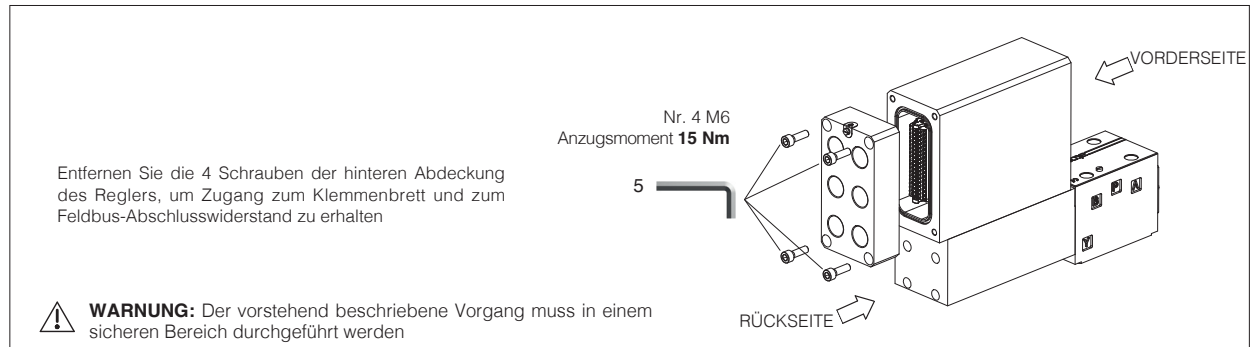 VORDERSEITE
Nr. 4 M6
Anzugsmoment 15 Nm
5
Entfernen Sie die 4 Schrauben der hinteren Abdeckung
des Reglers, um Zugang zum Klemmenbrett und zum
Feldbus-Abschlusswiderstand zu erhalten
B P A
Y
RÜCKSEITE
WARNUNG: Der vorstehend beschriebene Vorgang muss in einem
sicheren Bereich durchgeführt werden